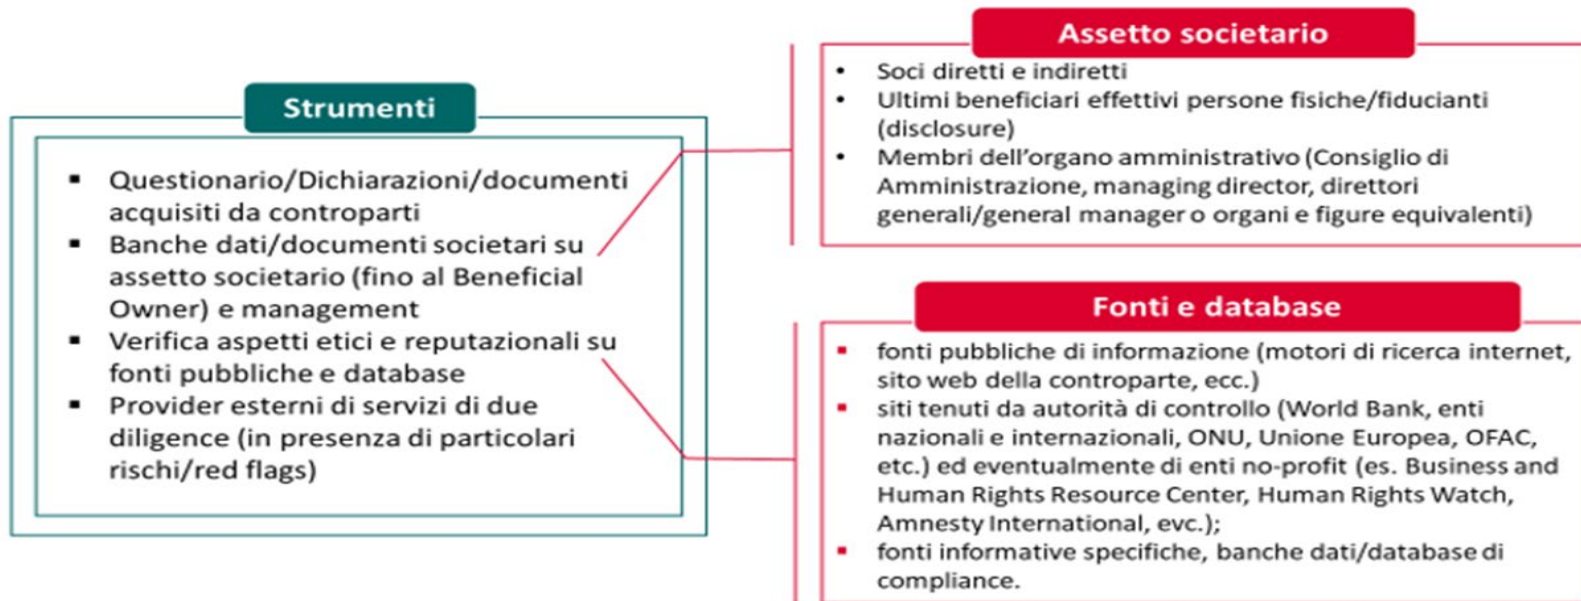 Strumenti
▪ Questionario/Dichiarazioni/documenti
acquisiti da controparti
▪ Banche dati/documenti societari su
assetto societario (fino al Beneficial
Owner) e management
▪ Verifica aspetti etici e reputazionali su
fonti pubbliche e database
▪ Provider esterni di servizi di due
diligence (in presenza di particolari
rischi/red flags)
Assetto societario
• Soci diretti e indiretti
• Ultimi beneficiari effettivi persone fisiche/fiducianti
(disclosure)
• Membri dell’organo amministrativo (Consiglio di
Amministrazione, managing director, direttori
generali/general manager o organi e figure equivalenti)
Fonti e database
▪ fonti pubbliche di informazione (motori di ricerca internet,
sito web della controparte, ecc.)
▪ siti tenuti da autorità di controllo (World Bank, enti
nazionali e internazionali, ONU, Unione Europea, OFAC,
etc.) ed eventualmente di enti no-profit (es. Business and
Human Rights Resource Center, Human Rights Watch,
Amnesty International, evc.);
▪ fonti informative specifiche, banche dati/database di
compliance.